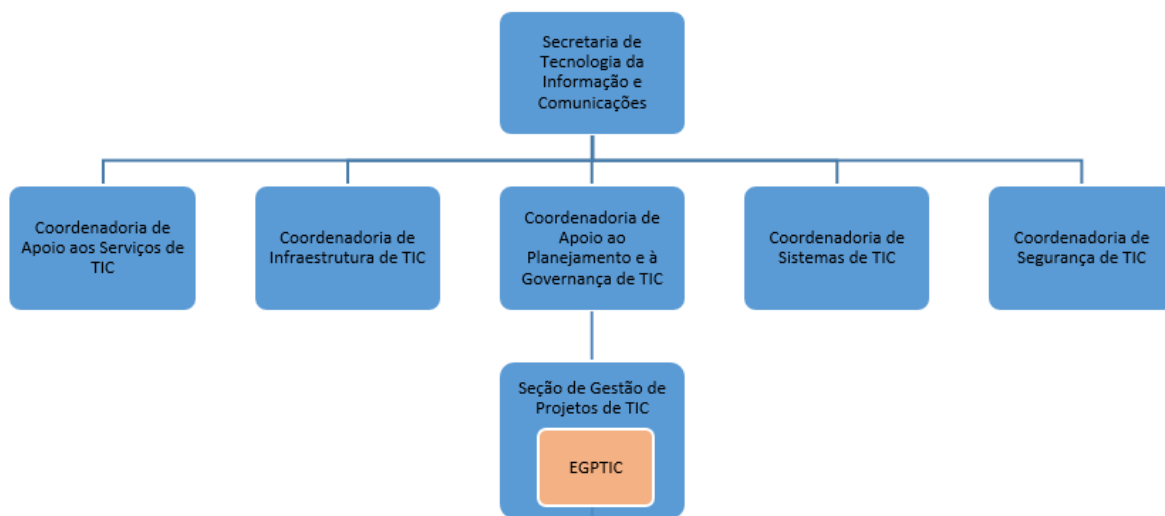 Secretaria de
Tecnologia da
Informação e
Comunicações
Coordenadoria de
Apoio aos Serviços de
TIC
Coordenadoria de
Infraestrutura de TIC
Coordenadoria de
Apoio ao
Planejamento e à
Governança de TIC
Coordenadoria de
Sistemas de TIC
Coordenadoria de
Segurança de TIC
Seção de Gestão de
Projetos de TIC
EGPTIC